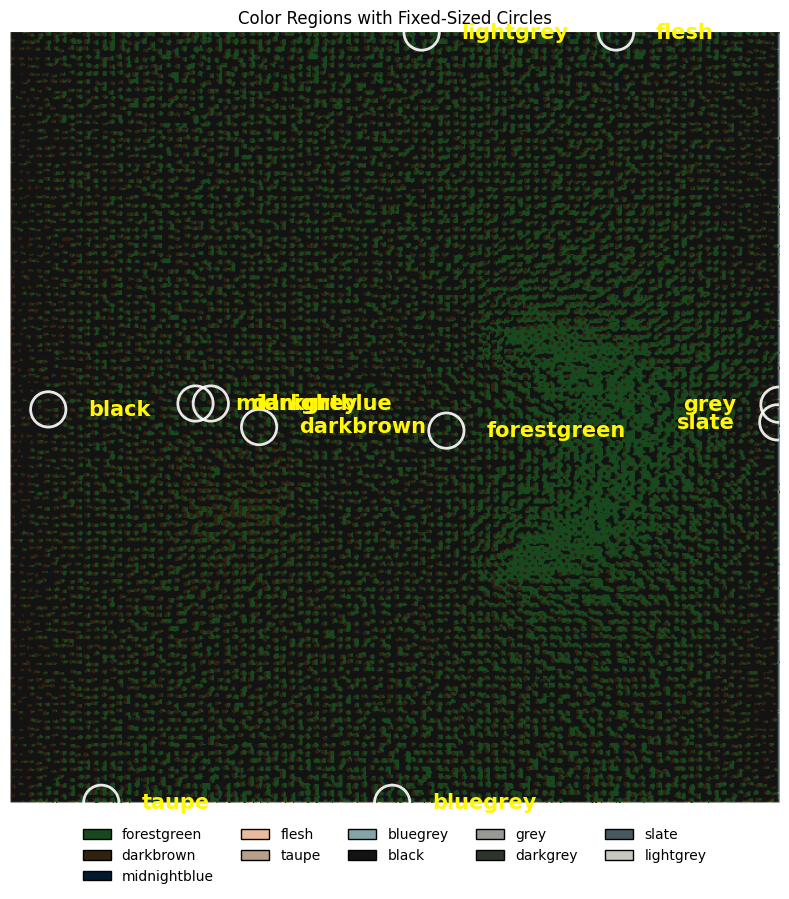 Color Regions with Fixed-Sized Circles
lightgrey
flesh
midnightblue
darkgrey
grey
black
slate
darkbrown
forestgreen
taupe
bluegrey
forestgreen
flesh
bluegrey
grey
slate
darkbrown
taupe
black
darkgrey
lightgrey
midnightblue